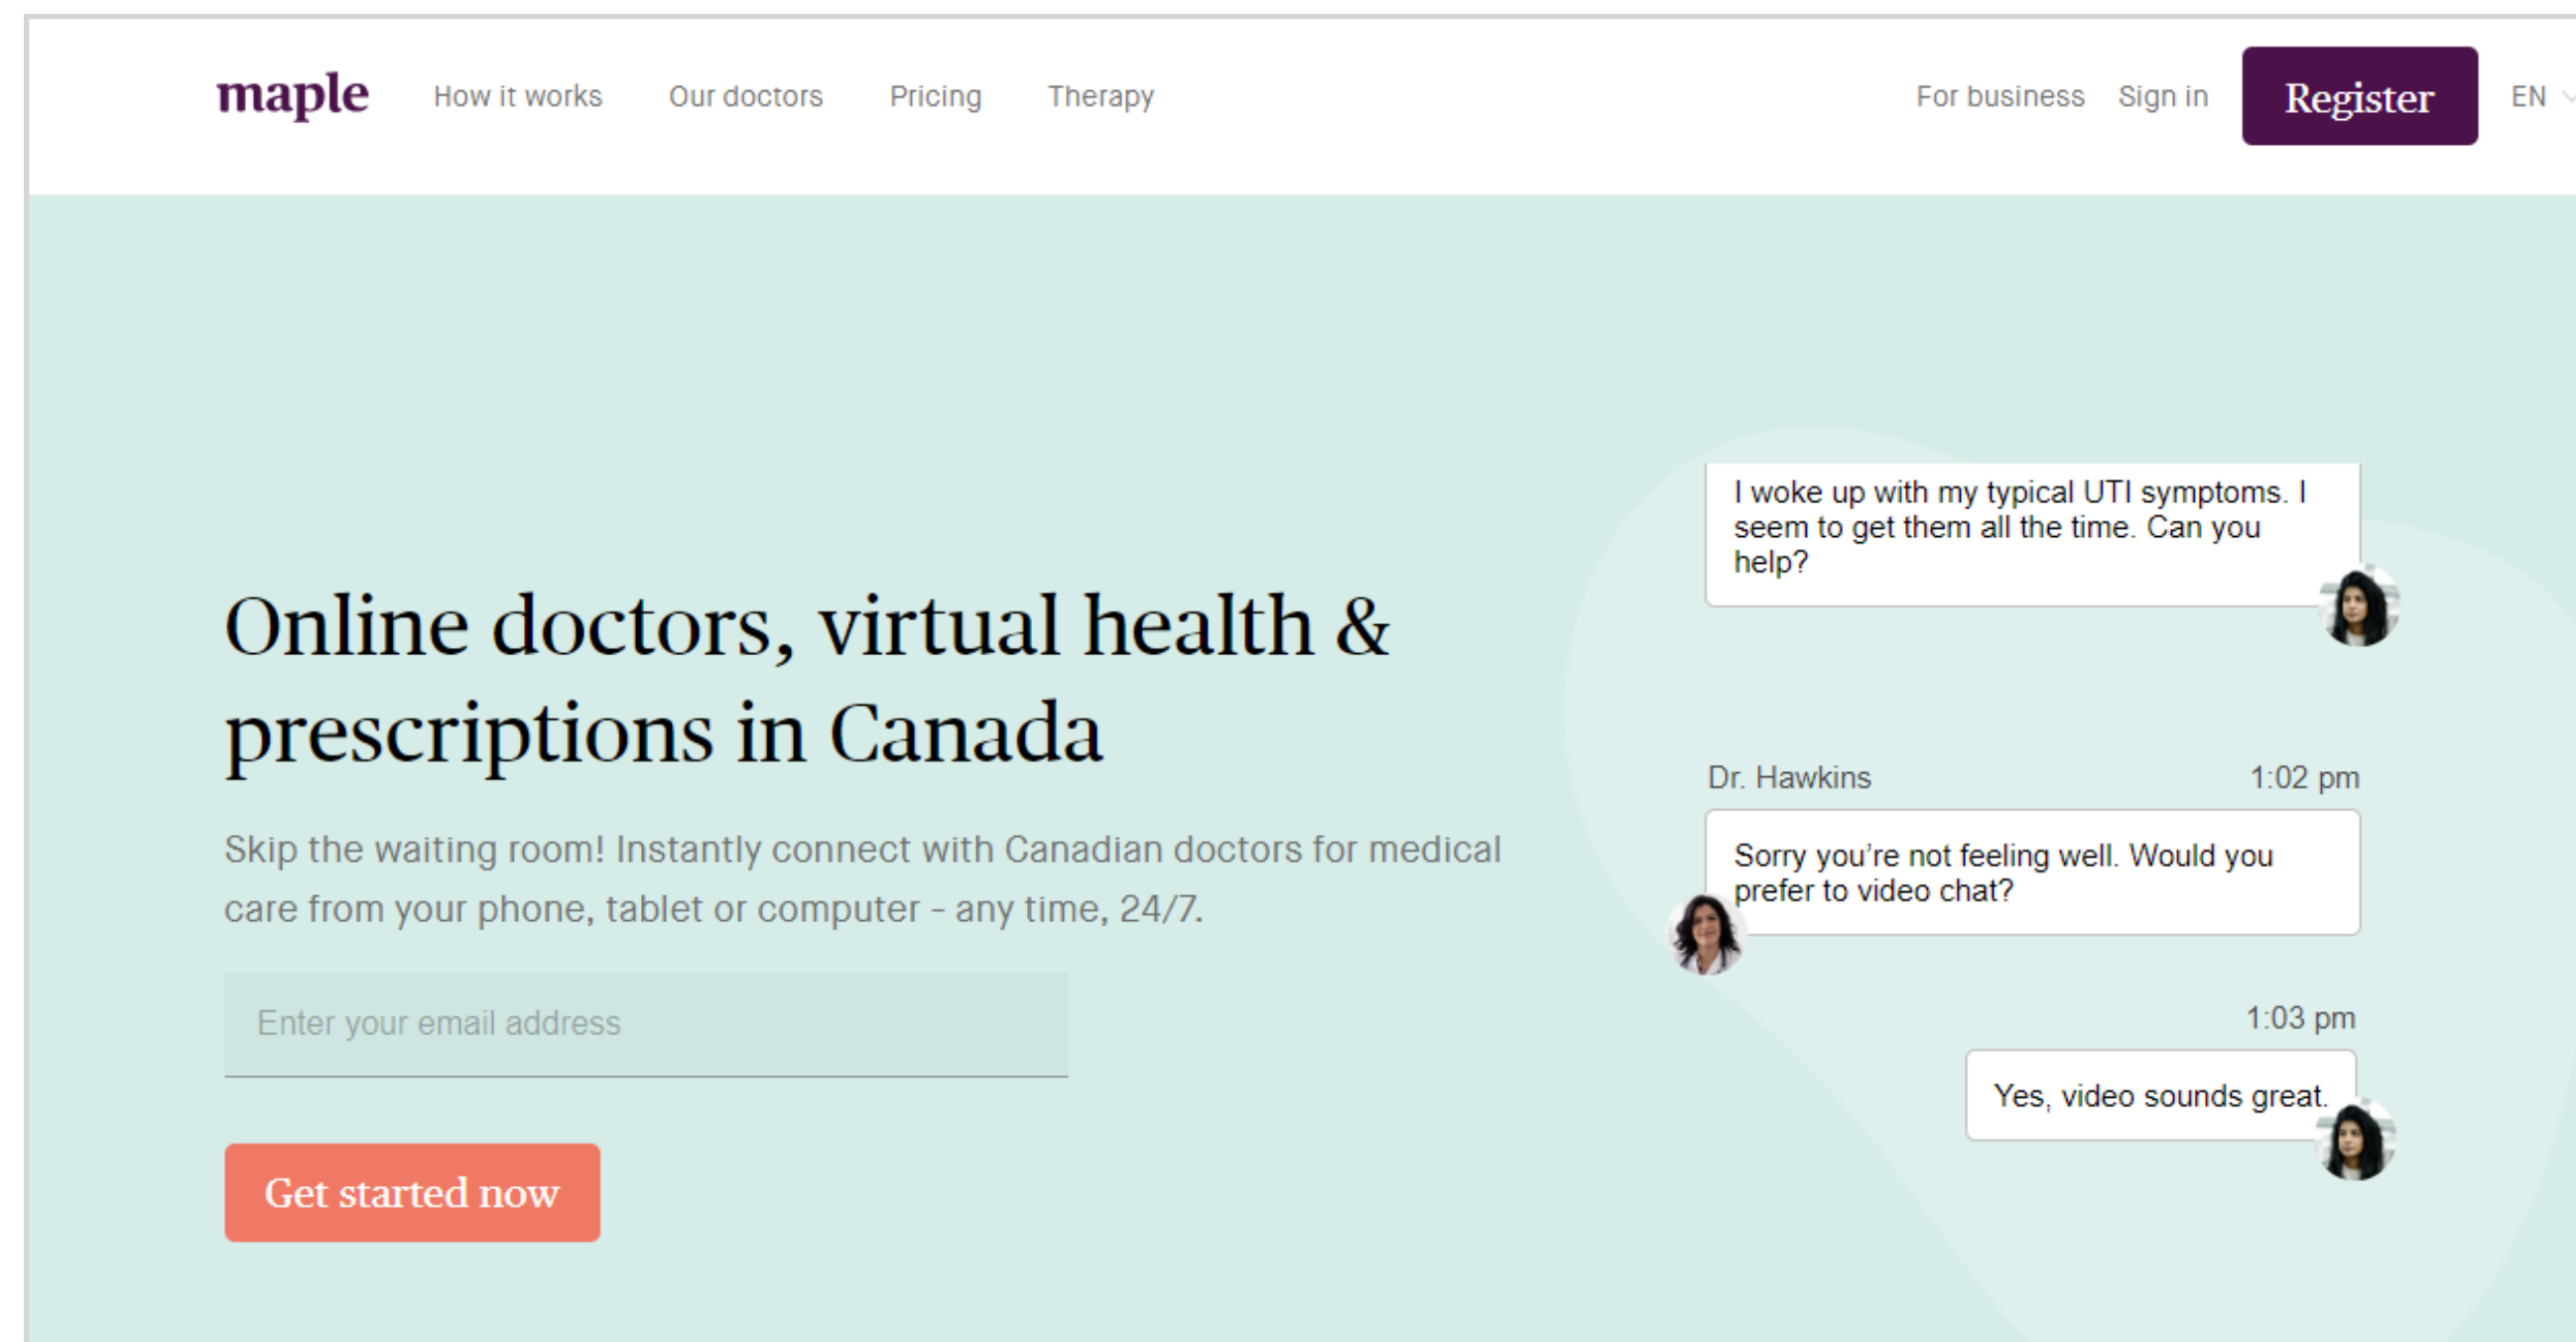 maple How it works Our doctors Pricing Therapy For business Sign in Register EN
Online doctors, virtual health &
prescriptions in Canada
Skip the waiting room! Instantly connect with Canadian doctors for medical
care from your phone, tablet or computer - any time, 24/7.
Enter your email address
Get started now
I woke up with my typical UTI symptoms. I
seem to get them all the time. Can you
help?
Dr. Hawkins 1:02 pm
Sorry you’re not feeling well. Would you
prefer to video chat?
1:03 pm
Yes, video sounds great.